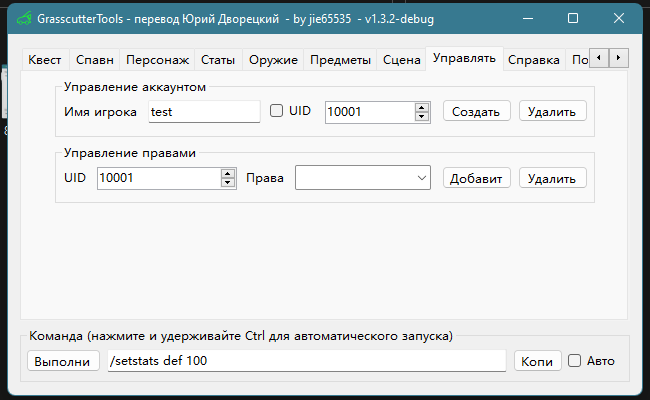 GrasscutterTools - перевод Юрий Дворецкий - by jie65535 - v1.3.2-debug
Квест Спавн Персонаж Статы Оружие Предметы Сцена Управлять Справка По
Управление аккаунтом
Имя игрока test UID 10001 Создать Удалить
Управление правами
UID 10001 Права Добавит Удалить
Команда (нажмите и удерживайте Ctrl для автоматического запуска)
Выполни /setstats def 100 Копи Авто